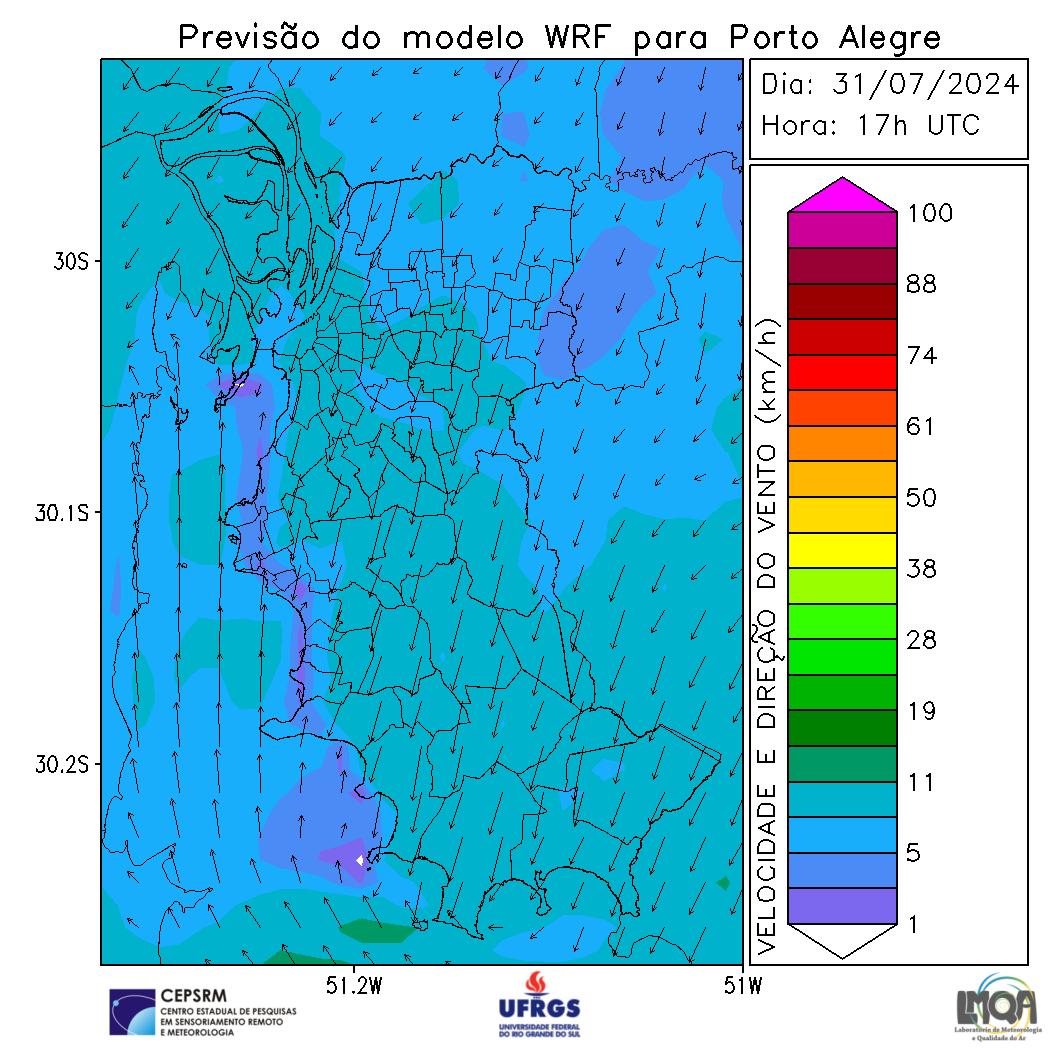 Previsão do modelo WRF para Porto Alegre
Dia: 31/07/2024
Hora: 17h UTC
30S
30.1S
30.2S
51.2W
51W
VELOCIDADE E DIREÇÃO DO VENTO (km/h)
100
88
74
61
50
38
28
19
11
5
1
CEPSRM
CENTRO ESTADUAL DE PESQUISAS
EM SENSORIAMENTO REMOTO
E METEOROLOGIA
UFRGS
UNIVERSIDADE FEDERAL
DO RIO GRANDE DO SUL
LMQA
Laboratório de Meteorologia
e Qualidade do Ar